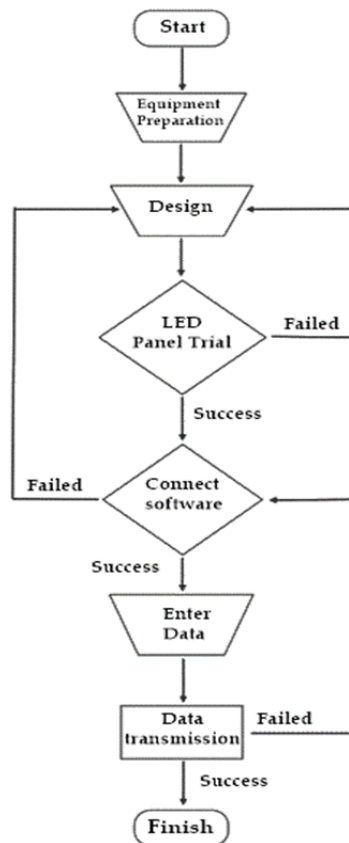 Start
Equipment
Preparation
Design
LED
Panel Trial
Failed
Success
Connect
software
Failed
Success
Enter
Data
Data
transmission
Failed
Success
Finish